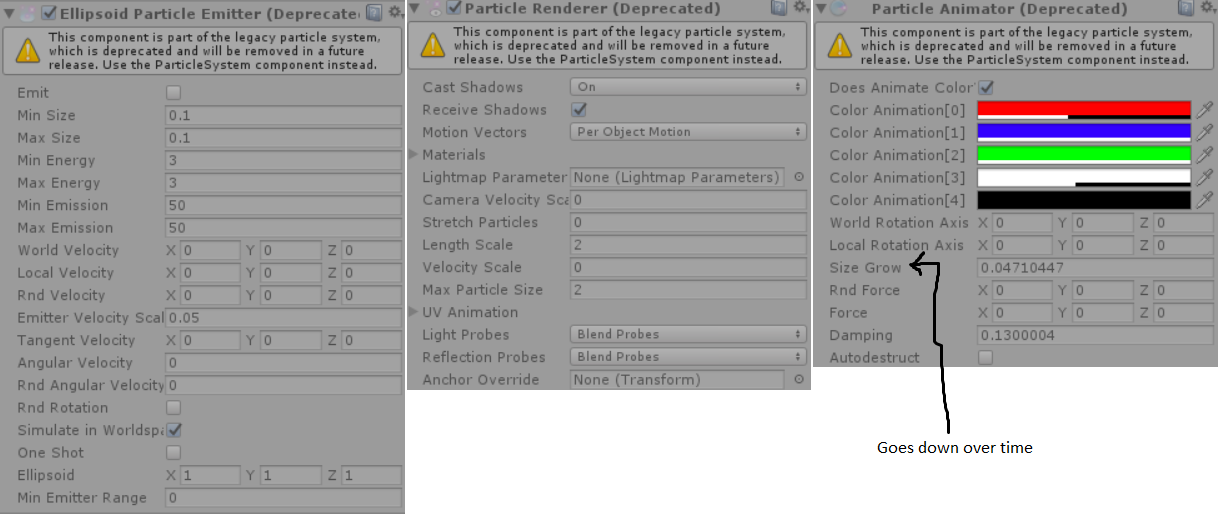 Ellipsoid Particle Emitter (Deprecate
This component is part of the legacy particle system,
which is deprecated and will be removed in a future
release. Use the ParticleSystem component instead.
Emit
Min Size 0.1
Max Size 0.1
Min Energy 3
Max Energy 3
Min Emission 50
Max Emission 50
World Velocity X 0 Y 0 Z 0
Local Velocity X 0 Y 0 Z 0
Rnd Velocity X 0 Y 0 Z 0
Emitter Velocity Scal 0.05
Tangent Velocity X 0 Y 0 Z 0
Angular Velocity 0
Rnd Angular Velocity 0
Rnd Rotation
Simulate in Worldspa
One Shot
Ellipsoid X 1 Y 1 Z 1
Min Emitter Range 0
Particle Renderer (Deprecated)
This component is part of the legacy particle system,
which is deprecated and will be removed in a future
release. Use the ParticleSystem component instead.
Cast Shadows On
Receive Shadows
Motion Vectors Per Object Motion
Materials
Lightmap Parameter None (Lightmap Parameters)
Camera Velocity Sca 0
Stretch Particles 0
Length Scale 2
Velocity Scale 0
Max Particle Size 2
UV Animation
Light Probes Blend Probes
Reflection Probes Blend Probes
Anchor Override None (Transform)
Particle Animator (Deprecated)
This component is part of the legacy particle system,
which is deprecated and will be removed in a future
release. Use the ParticleSystem component instead.
Does Animate Color
Color Animation[0]
Color Animation[1]
Color Animation[2]
Color Animation[3]
Color Animation[4]
World Rotation Axis X 0 Y 0 Z 0
Local Rotation Axis X 0 Y 0 Z 0
Size Grow 0.04710447
Rnd Force X 0 Y 0 Z 0
Force X 0 Y 0 Z 0
Damping 0.1300004
Autodestruct
Goes down over time